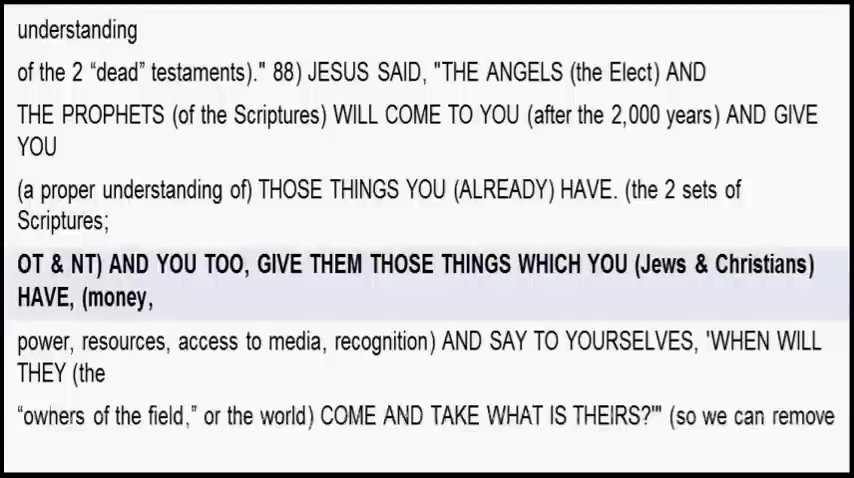 understanding
of the 2 “dead” testaments)." 88) JESUS SAID, "THE ANGELS (the Elect) AND
THE PROPHETS (of the Scriptures) WILL COME TO YOU (after the 2,000 years) AND GIVE
YOU
(a proper understanding of) THOSE THINGS YOU (ALREADY) HAVE. (the 2 sets of
Scriptures;
OT & NT) AND YOU TOO, GIVE THEM THOSE THINGS WHICH YOU (Jews & Christians)
HAVE, (money,
power, resources, access to media, recognition) AND SAY TO YOURSELVES, 'WHEN WILL
THEY (the
“owners of the field,” or the world) COME AND TAKE WHAT IS THEIRS?'" (so we can remove